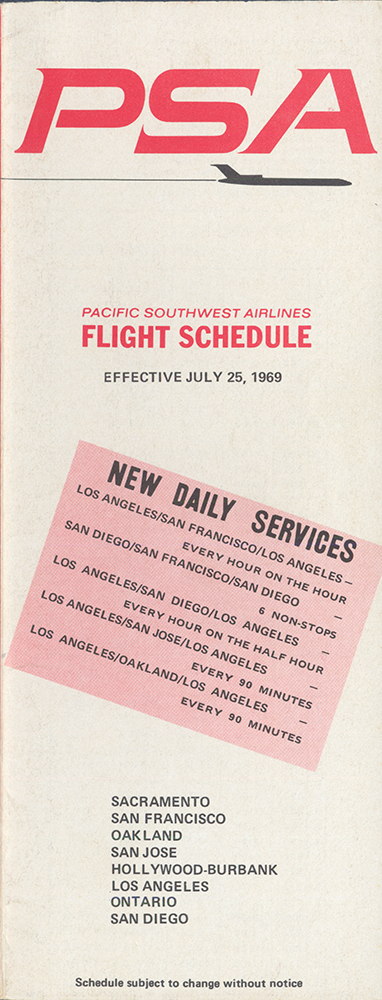 PSA
PACIFIC SOUTHWEST AIRLINES
FLIGHT SCHEDULE
EFFECTIVE JULY 25, 1969
NEW DAILY SERVICES
LOS ANGELES/SAN FRANCISCO/LOS ANGELES—
EVERY HOUR ON THE HOUR
SAN DIEGO/SAN FRANCISCO/SAN DIEGO —
6 NON-STOPS
LOS ANGELES/SAN DIEGO/LOS ANGELES —
EVERY HOUR ON THE HALF HOUR
LOS ANGELES/SAN JOSE/LOS ANGELES —
EVERY 90 MINUTES
LOS ANGELES/OAKLAND/LOS ANGELES —
EVERY 90 MINUTES
SACRAMENTO
SAN FRANCISCO
OAKLAND
SAN JOSE
HOLLYWOOD-BURBANK
LOS ANGELES
ONTARIO
SAN DIEGO
Schedule subject to change without notice